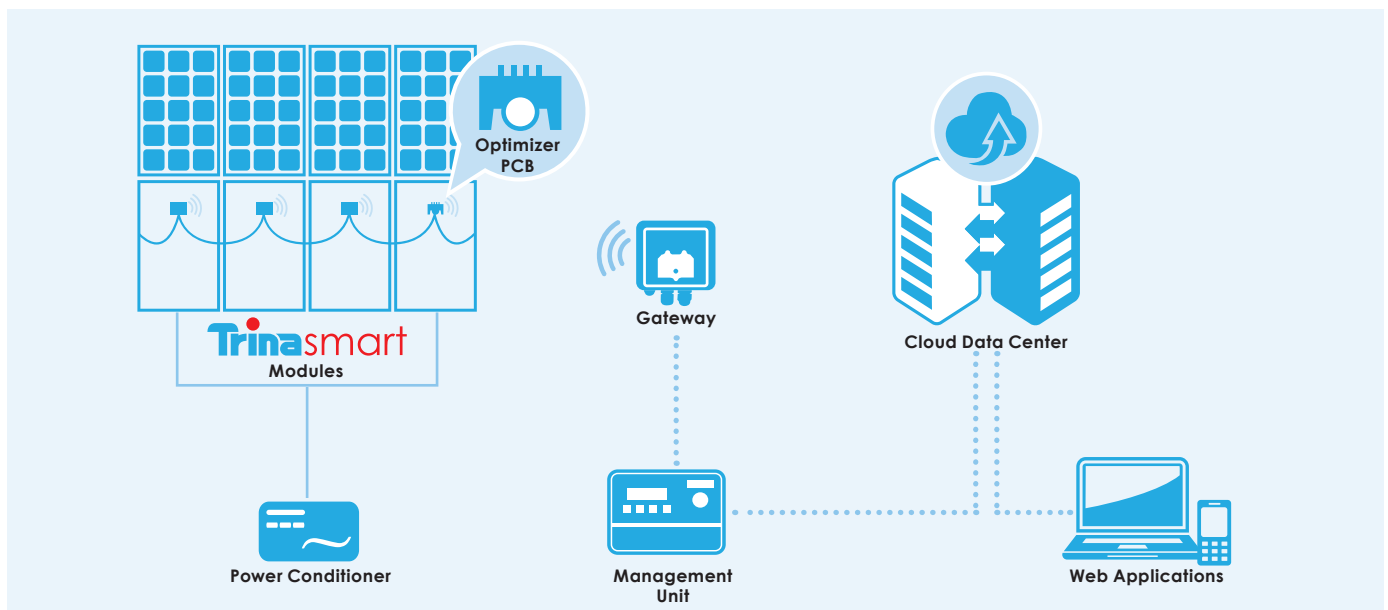 Optimizer
PCB
Trinasmart
Modules
Gateway
Cloud Data Center
Power Conditioner
Management
Unit
Web Applications